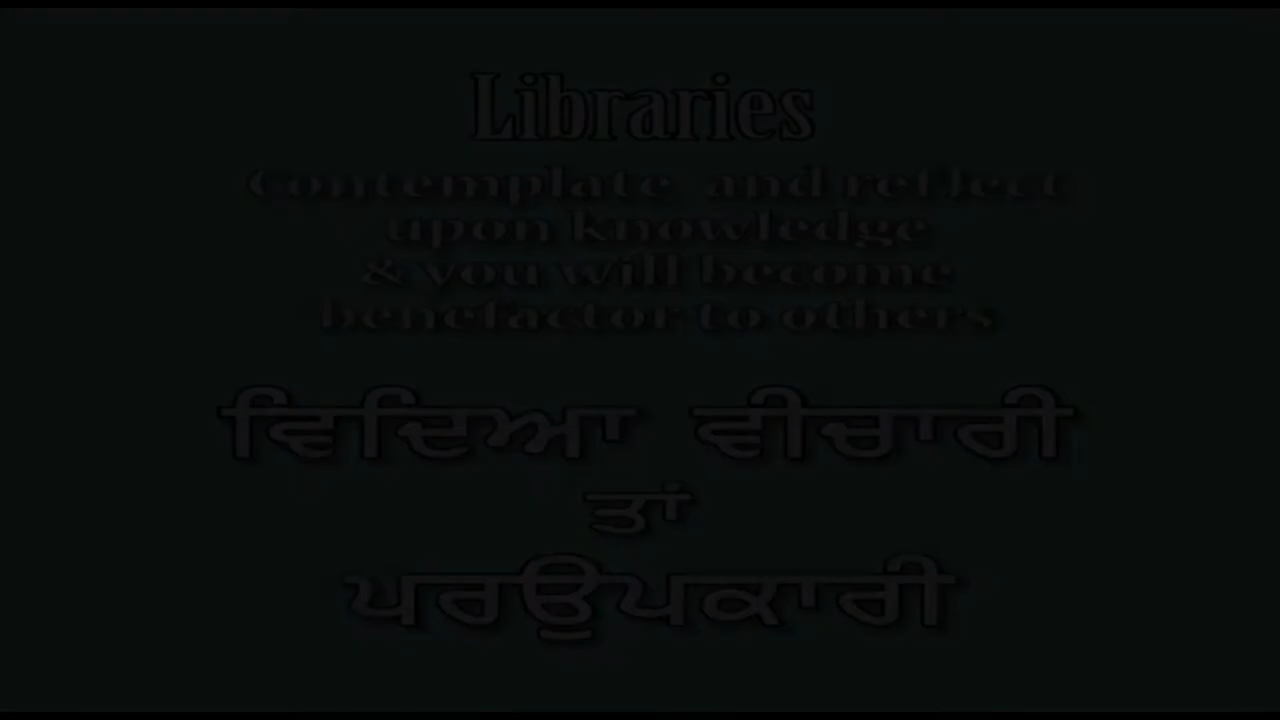 Libraries
Contemplate and reflect
upon knowledge
& you will become
benefactor to others
ਵਿਦਿਆ ਵੀਚਾਰੀ
ਤਾਂ
ਪਰਉਪਕਾਰੀ